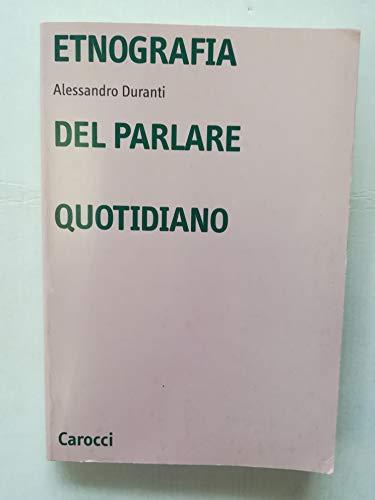 ETNOGRAFIA
Alessandro Duranti
DEL PARLARE
QUOTIDIANO
Carocci